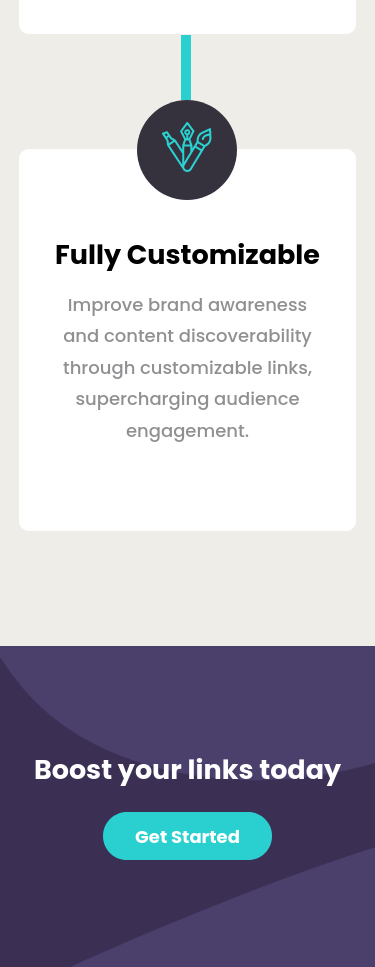 Fully Customizable
Improve brand awareness
and content discoverability
through customizable links,
supercharging audience
engagement.
Boost your links today
Get Started